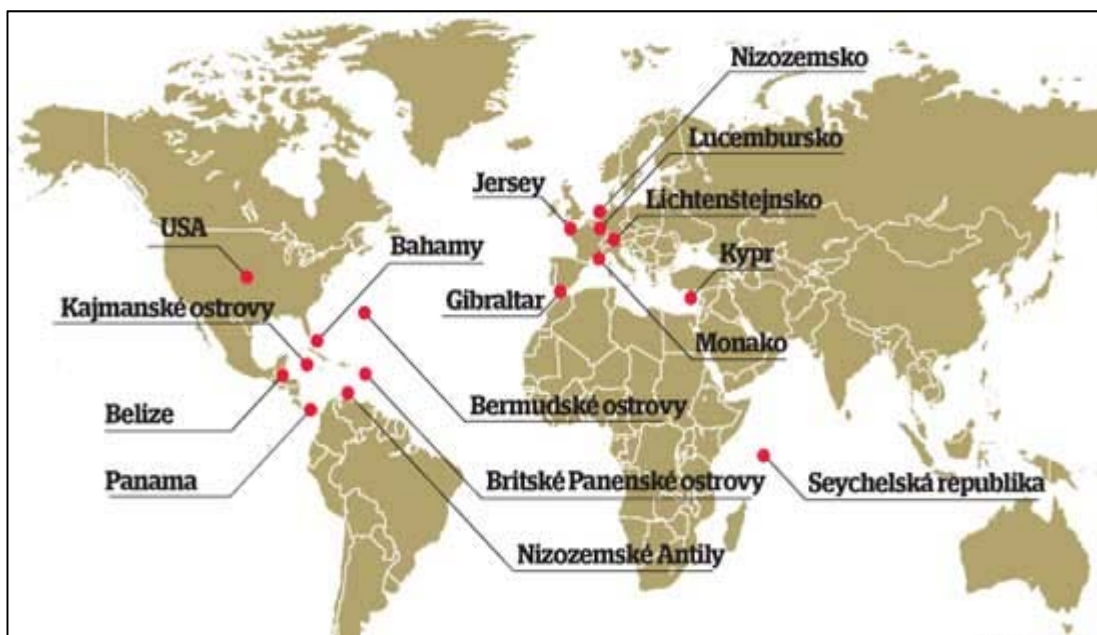 Nizozemsko
Lucembursko
Jersey
Lichtenštejnsko
USA
Bahamy
Kypr
Kajmanské ostrovy
Gibraltar
Monako
Belize
Bermudské ostrovy
Panama
Britské Panenské ostrovy
Seychelská republika
Nizozemské Antily